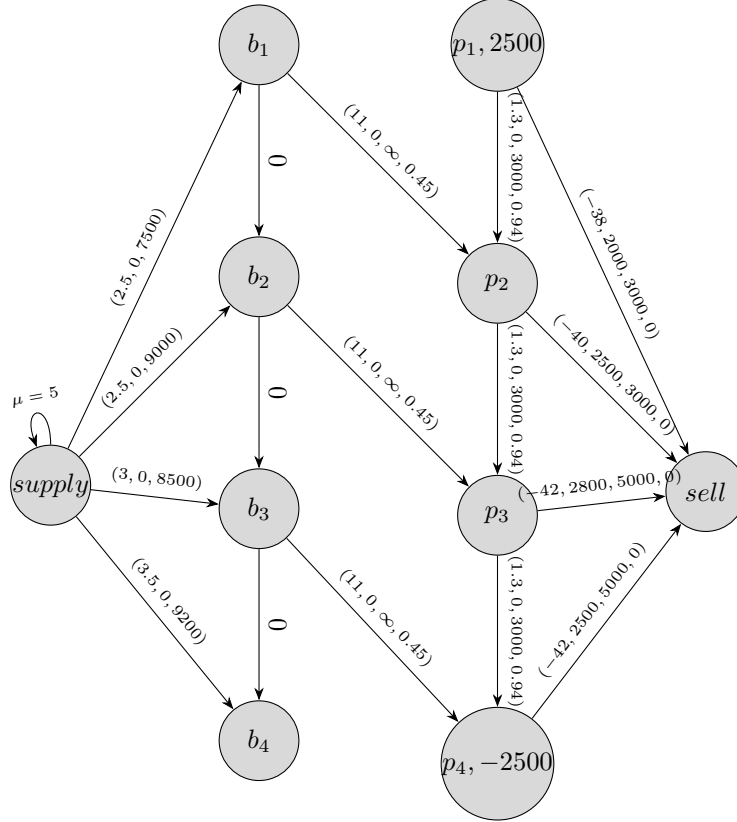 b₁
p₁, 2500
(11, 0, ∞, 0.45)
(1.3, 0, 3000, 0.94)
0
(2.5, 0, 7500)
(−38, 2000, 3000, 0)
b₂
p₂
(2.5, 0, 9000)
(11, 0, ∞, 0.45)
(1.3, 0, 3000, 0.94)
(−40, 2500, 3000, 0)
0
μ = 5
supply
(3, 0, 8500)
(−42, 2800, 5000, 0)
sell
b₃
p₃
(3.5, 0, 9200)
(11, 0, ∞, 0.45)
(1.3, 0, 3000, 0.94)
(−42, 2500, 5000, 0)
0
b₄
p₄, −2500